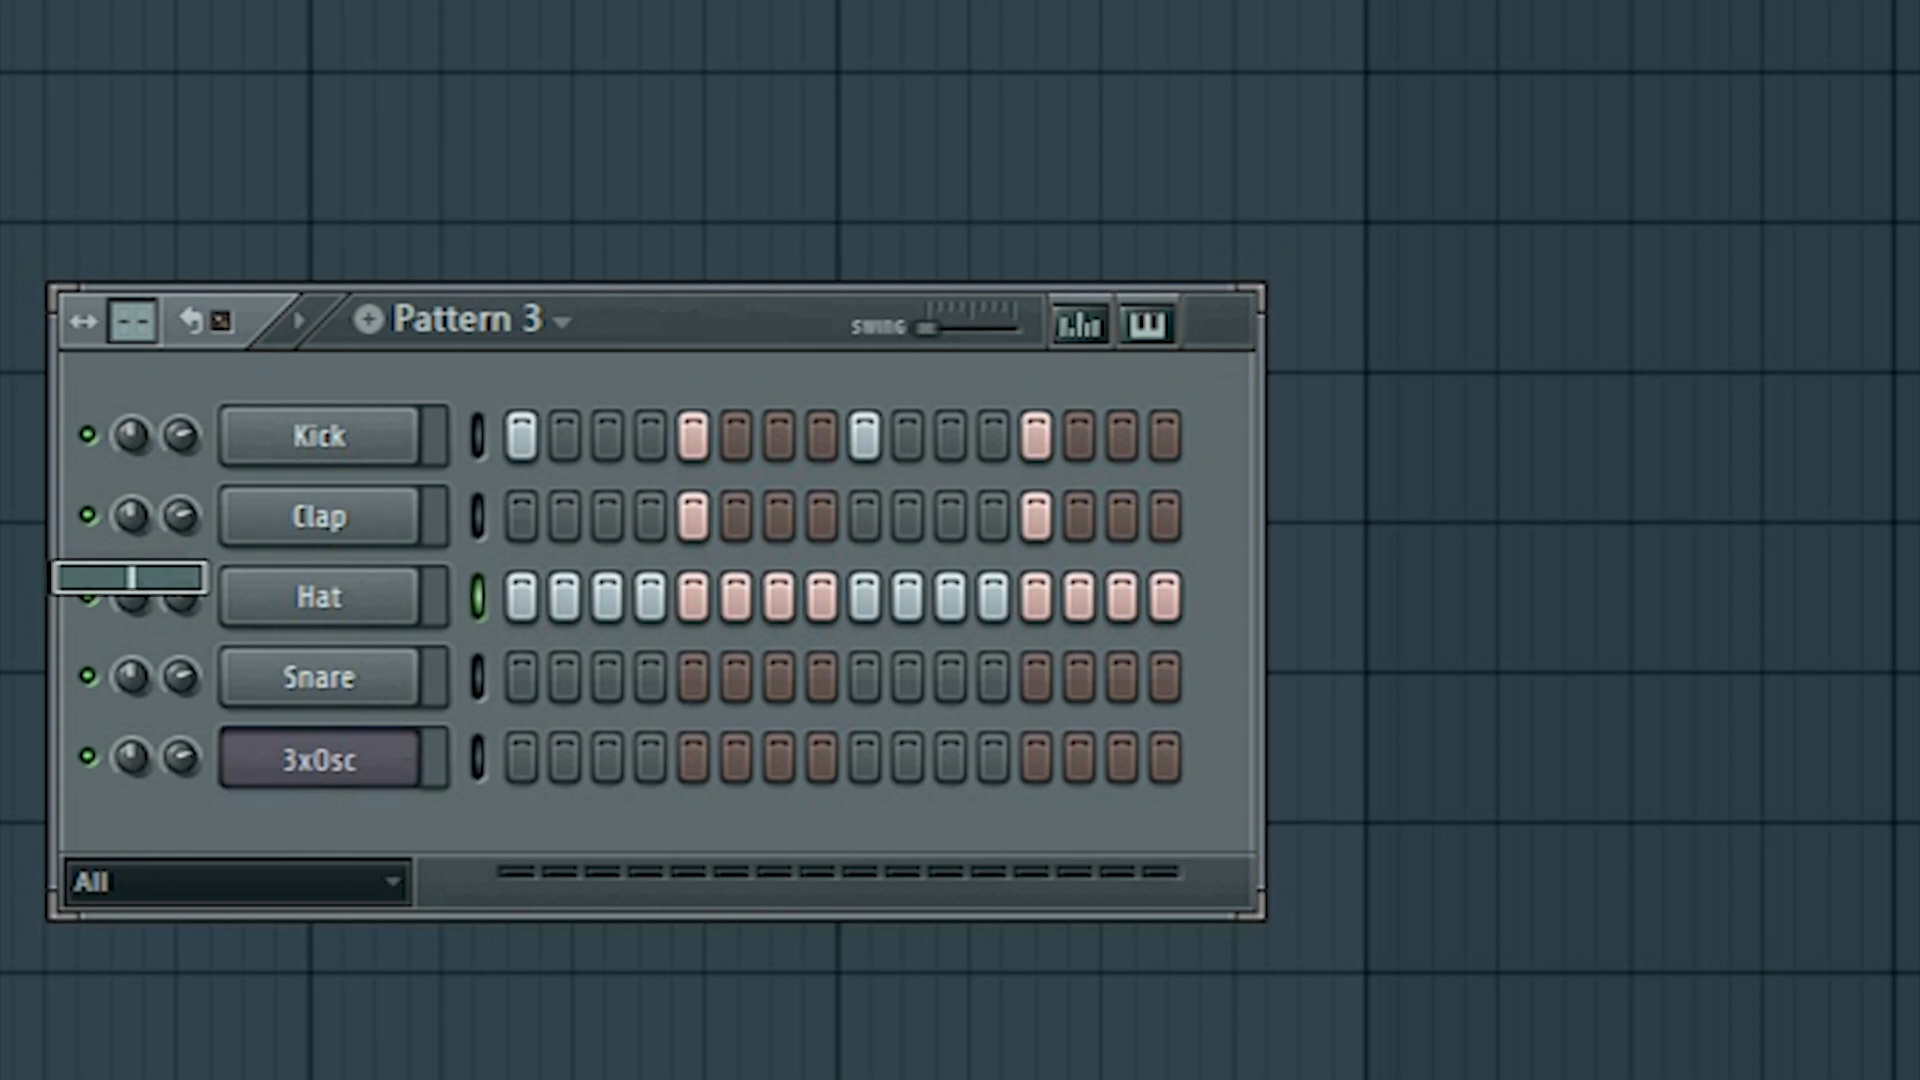 Pattern 3
SWING
Kick
Clap
Hat
Snare
3xOsc
All